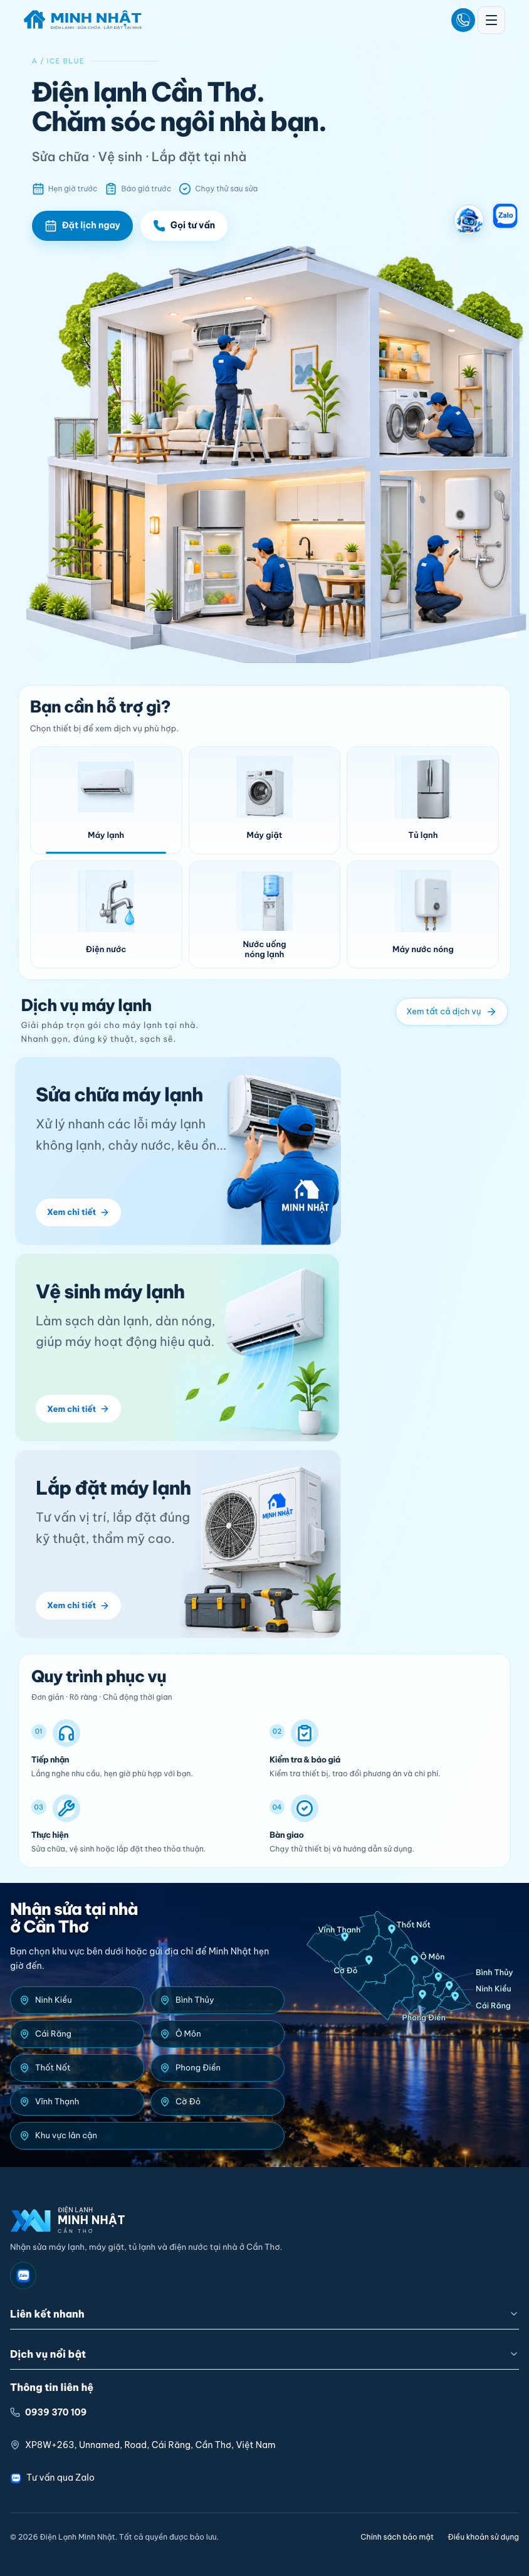 MINH NHẬT
ĐIỆN LẠNH · SỬA CHỮA · LẮP ĐẶT TẠI NHÀ
A / ICE BLUE
Điện lạnh Cần Thơ.
Chăm sóc ngôi nhà bạn.
Sửa chữa · Vệ sinh · Lắp đặt tại nhà
Hẹn giờ trước
Báo giá trước
Chạy thử sau sửa
Đặt lịch ngay
Gọi tư vấn
Zalo
Bạn cần hỗ trợ gì?
Chọn thiết bị để xem dịch vụ phù hợp.
Máy lạnh
Máy giặt
Tủ lạnh
Điện nước
Nước uống
nóng lạnh
Máy nước nóng
Dịch vụ máy lạnh
Giải pháp trọn gói cho máy lạnh tại nhà.
Nhanh gọn, đúng kỹ thuật, sạch sẽ.
Xem tất cả dịch vụ
Sửa chữa máy lạnh
Xử lý nhanh các lỗi máy lạnh
không lạnh, chảy nước, kêu ồn...
Xem chi tiết
MINH NHẬT
Vệ sinh máy lạnh
Làm sạch dàn lạnh, dàn nóng,
giúp máy hoạt động hiệu quả.
Xem chi tiết
Lắp đặt máy lạnh
Tư vấn vị trí, lắp đặt đúng
kỹ thuật, thẩm mỹ cao.
Xem chi tiết
MINH NHẬT
Quy trình phục vụ
Đơn giản · Rõ ràng · Chủ động thời gian
01
Tiếp nhận
Lắng nghe nhu cầu, hẹn giờ phù hợp với bạn.
02
Kiểm tra & báo giá
Kiểm tra thiết bị, trao đổi phương án và chi phí.
03
Thực hiện
Sửa chữa, vệ sinh hoặc lắp đặt theo thỏa thuận.
04
Bàn giao
Chạy thử thiết bị và hướng dẫn sử dụng.
Nhận sửa tại nhà
ở Cần Thơ
Bạn chọn khu vực bên dưới hoặc gửi địa chỉ để Minh Nhật hẹn
giờ đến.
Ninh Kiều
Bình Thủy
Cái Răng
Ô Môn
Thốt Nốt
Phong Điền
Vĩnh Thạnh
Cờ Đỏ
Khu vực lân cận
Vĩnh Thạnh
Thốt Nốt
Cờ Đỏ
Ô Môn
Bình Thủy
Ninh Kiều
Cái Răng
Phong Điền
ĐIỆN LẠNH
MINH NHẬT
CẦN THƠ
Nhận sửa máy lạnh, máy giặt, tủ lạnh và điện nước tại nhà ở Cần Thơ.
Zalo
Liên kết nhanh
Dịch vụ nổi bật
Thông tin liên hệ
0939 370 109
XP8W+263, Unnamed, Road, Cái Răng, Cần Thơ, Việt Nam
Tư vấn qua Zalo
© 2026 Điện Lạnh Minh Nhật. Tất cả quyền được bảo lưu.
Chính sách bảo mật
Điều khoản sử dụng